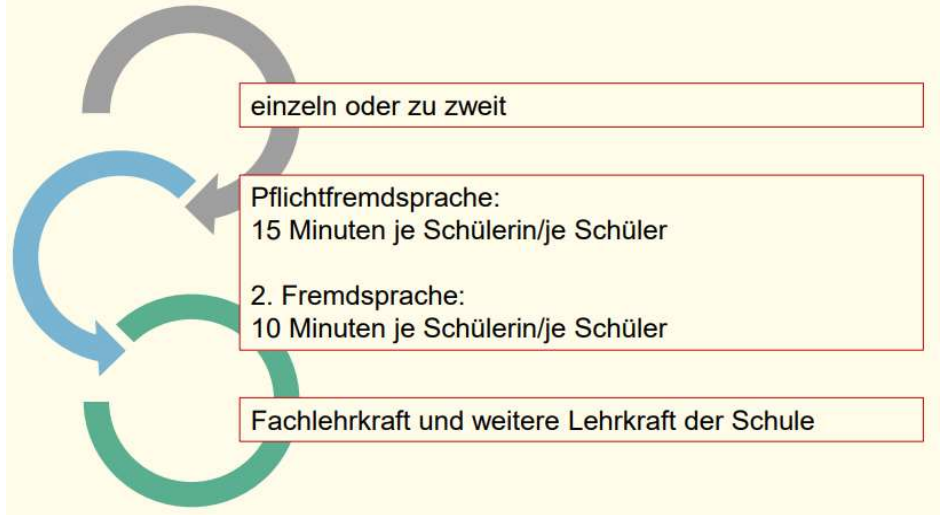 einzeln oder zu zweit
Pflichtfremdsprache:
15 Minuten je Schülerin/je Schüler
2. Fremdsprache:
10 Minuten je Schülerin/je Schüler
Fachlehrkraft und weitere Lehrkraft der Schule